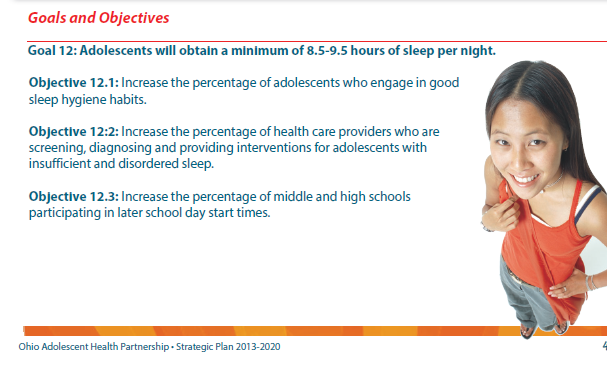 Goals and Objectives
Goal 12: Adolescents will obtain a minimum of 8.5-9.5 hours of sleep per night.
Objective 12.1: Increase the percentage of adolescents who engage in good
sleep hygiene habits.
Objective 12:2: Increase the percentage of health care providers who are
screening, diagnosing and providing interventions for adolescents with
insufficient and disordered sleep.
Objective 12.3: Increase the percentage of middle and high schools
participating in later school day start times.
Ohio Adolescent Health Partnership • Strategic Plan 2013-2020